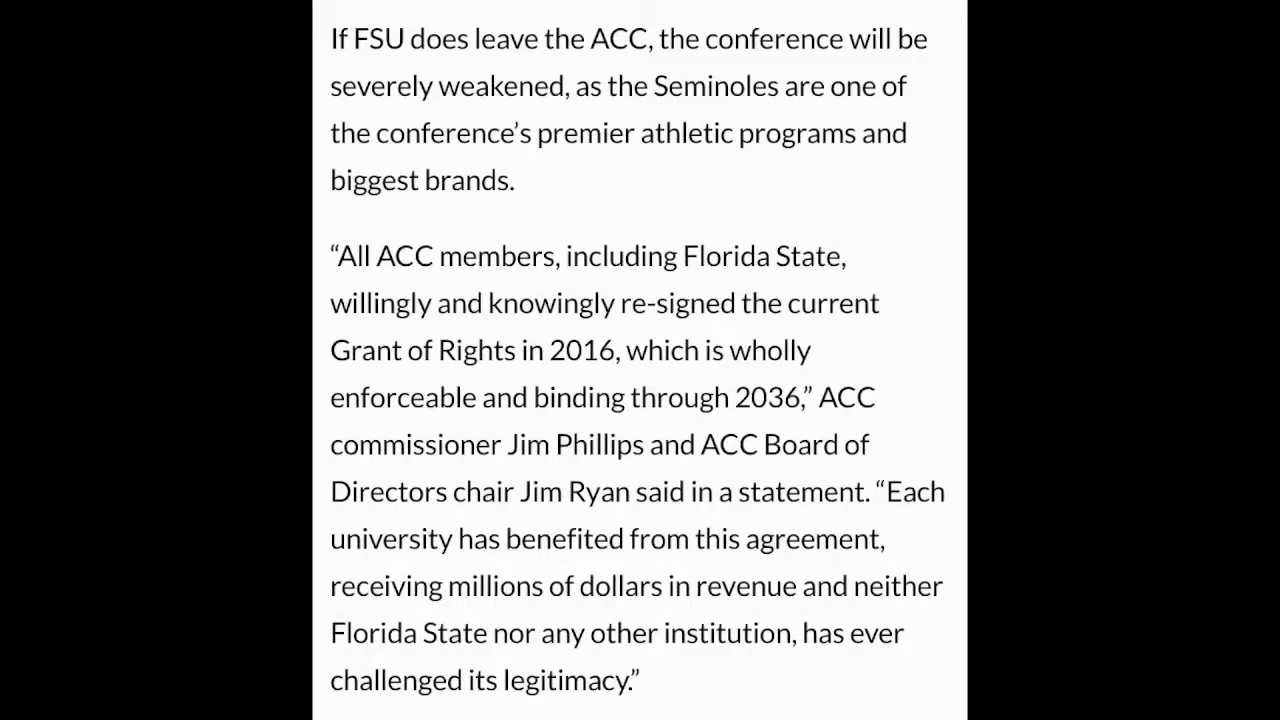 If FSU does leave the ACC, the conference will be
severely weakened, as the Seminoles are one of
the conference’s premier athletic programs and
biggest brands.
“All ACC members, including Florida State,
willingly and knowingly re-signed the current
Grant of Rights in 2016, which is wholly
enforceable and binding through 2036,” ACC
commissioner Jim Phillips and ACC Board of
Directors chair Jim Ryan said in a statement. “Each
university has benefited from this agreement,
receiving millions of dollars in revenue and neither
Florida State nor any other institution, has ever
challenged its legitimacy.”